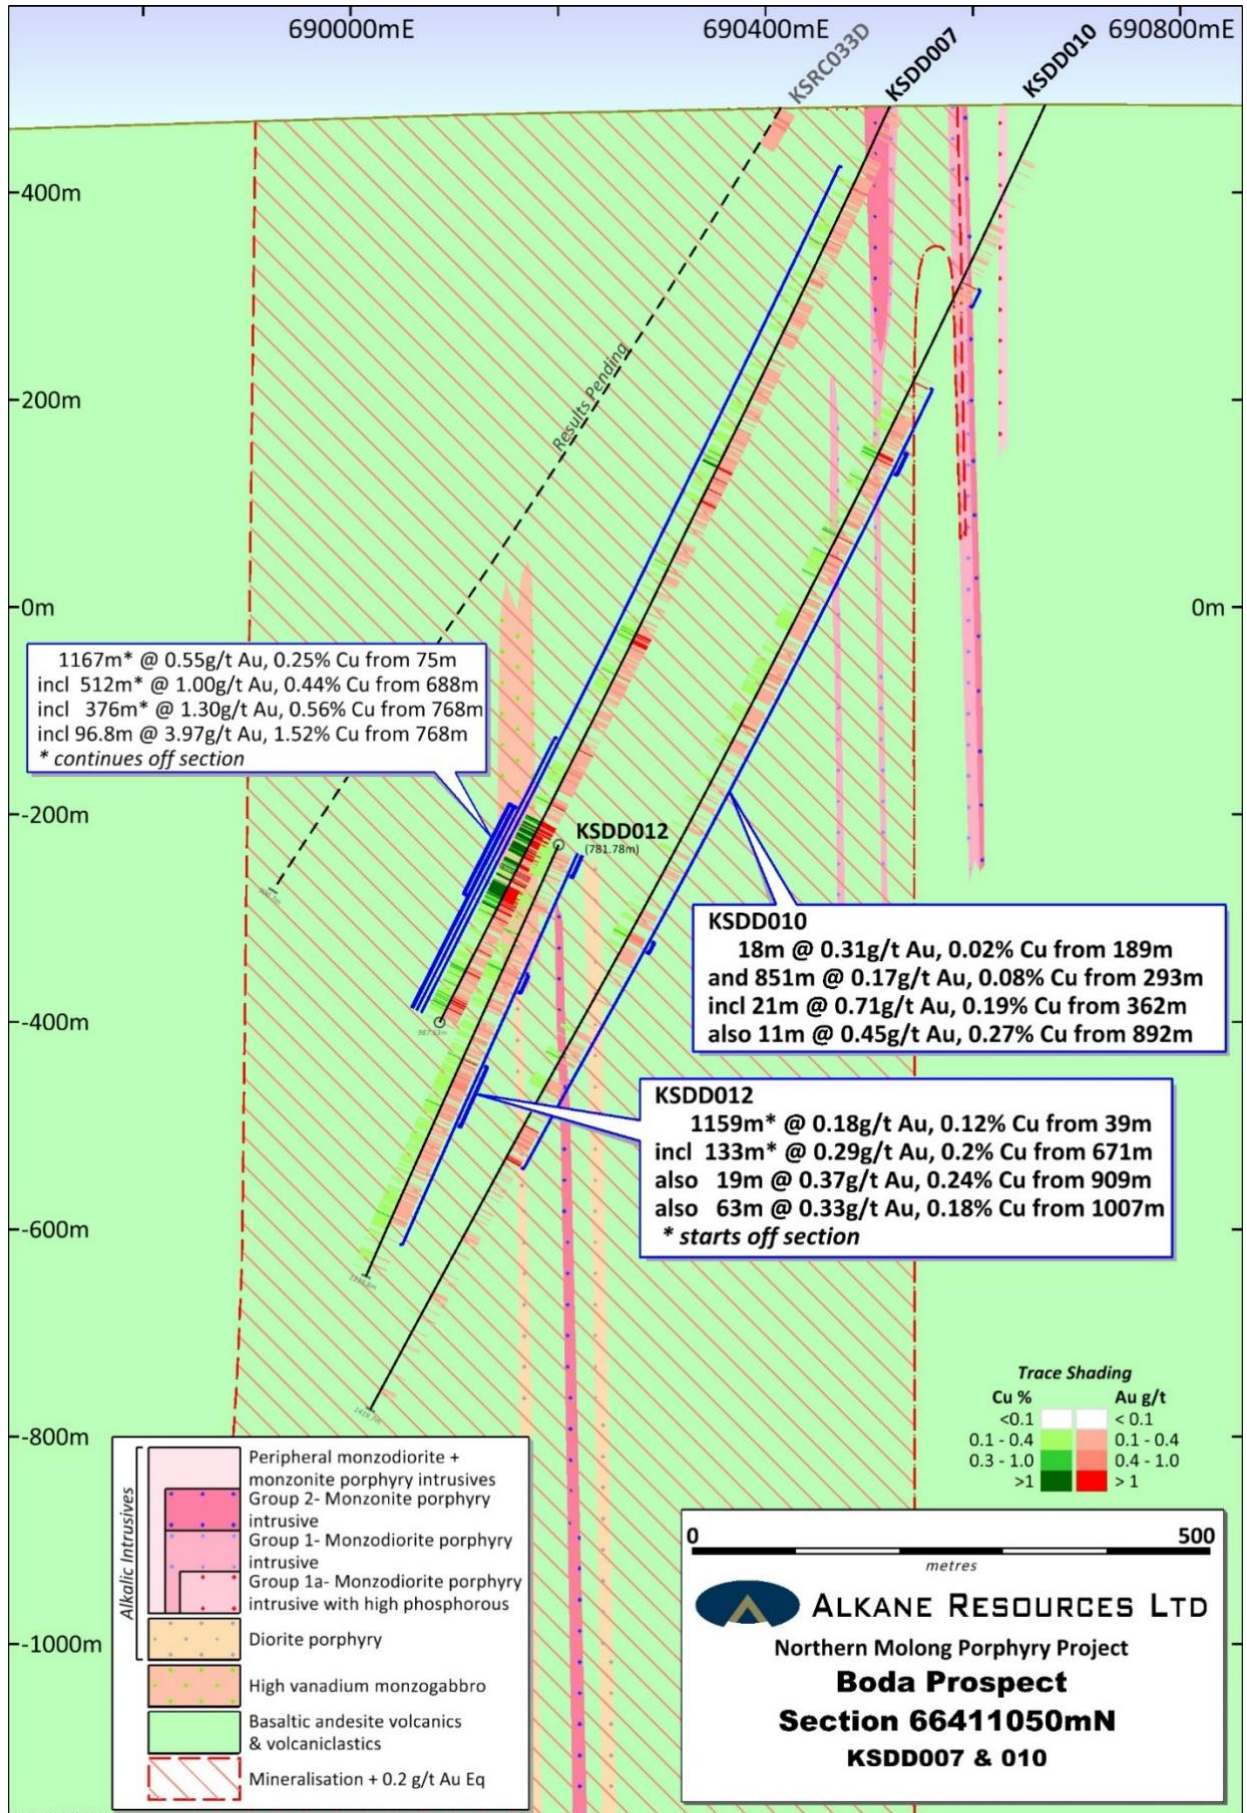 690000mE
690400mE
690800mE
KSRC033D
KSDD007
KSDD010
400m
200m
0m
0m
-200m
-400m
-600m
-800m
-1000m
Results Pending
1167m* @ 0.55g/t Au, 0.25% Cu from 75m
incl 512m* @ 1.00g/t Au, 0.44% Cu from 688m
incl 376m* @ 1.30g/t Au, 0.56% Cu from 768m
incl 96.8m @ 3.97g/t Au, 1.52% Cu from 768m
* continues off section
KSDD012
(781.78m)
KSDD010
18m @ 0.31g/t Au, 0.02% Cu from 189m
and 851m @ 0.17g/t Au, 0.08% Cu from 293m
incl 21m @ 0.71g/t Au, 0.19% Cu from 362m
also 11m @ 0.45g/t Au, 0.27% Cu from 892m
KSDD012
1159m* @ 0.18g/t Au, 0.12% Cu from 39m
incl 133m* @ 0.29g/t Au, 0.2% Cu from 671m
also 19m @ 0.37g/t Au, 0.24% Cu from 909m
also 63m @ 0.33g/t Au, 0.18% Cu from 1007m
* starts off section
Trace Shading
Cu % Au g/t
<0.1 < 0.1
0.1 - 0.4 0.1 - 0.4
0.3 - 1.0 0.4 - 1.0
>1 > 1
Alkalic Intrusives
Peripheral monzodiorite +
monzonite porphyry intrusives
Group 2- Monzonite porphyry
intrusive
Group 1- Monzodiorite porphyry
intrusive
Group 1a- Monzodiorite porphyry
intrusive with high phosphorous
Diorite porphyry
High vanadium monzogabbro
Basaltic andesite volcanics
& volcaniclastics
Mineralisation + 0.2 g/t Au Eq
0 500
metres
ALKANE RESOURCES LTD
Northern Molong Porphyry Project
Boda Prospect
Section 66411050mN
KSDD007 & 010